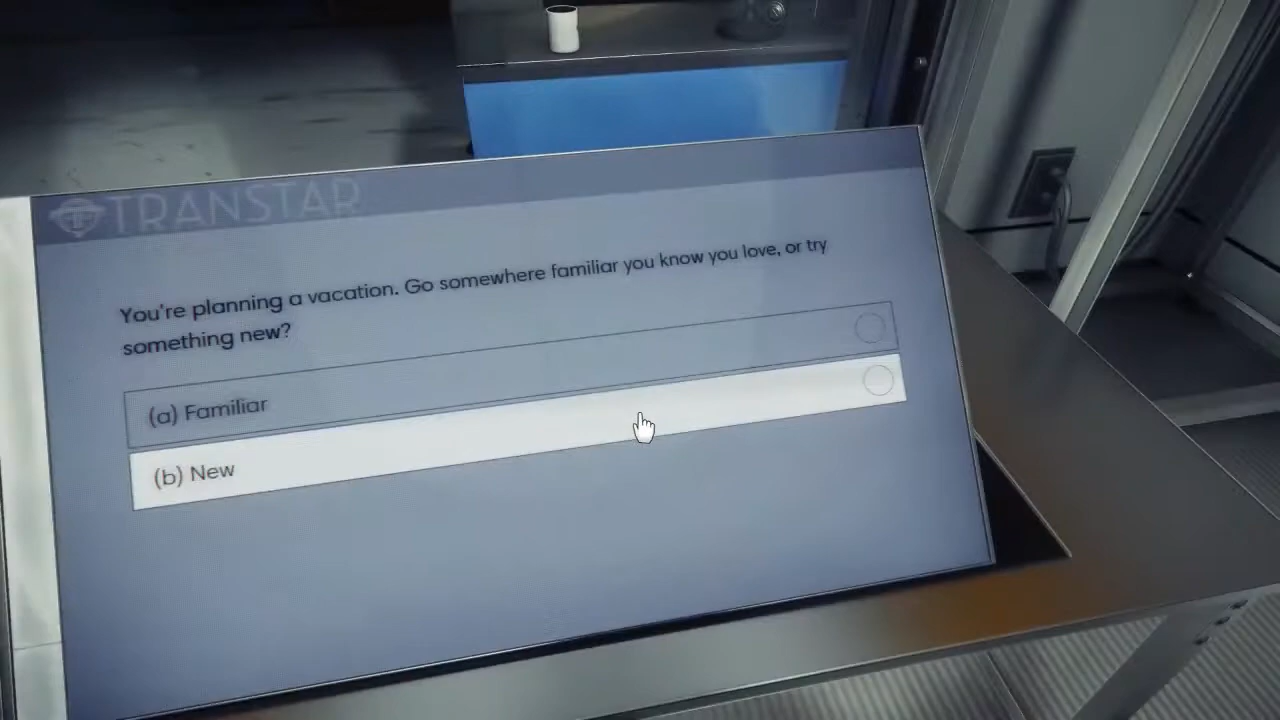 TRANSTAR
You're planning a vacation. Go somewhere familiar you know you love, or try
something new?
(a) Familiar
(b) New